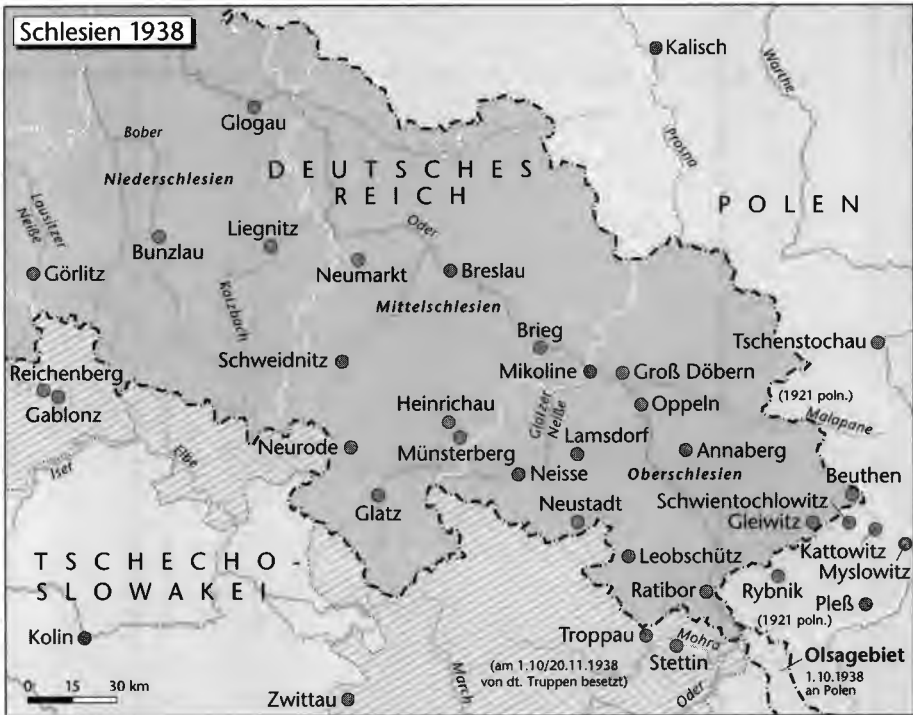 Schlesien 1938
Kalisch
Warthe
Glogau
Bober
Prosna
DEUTSCHES
REICH
Niederschlesien
POLEN
Lausitzer
Neiße
Liegnitz
Oder
Bunzlau
Görlitz
Neumarkt
Breslau
Katzbach
Mittelschlesien
Brieg
Tschenstochau
Schweidnitz
Mikoline
Groß Döbern
Reichenberg
Gablonz
(1921 poln.)
Malapane
Heinrichau
Glatzer
Neiße
Oppeln
Münsterberg
Lamsdorf
Annaberg
Iser
Elbe
Neurode
Neisse
Oberschlesien
Beuthen
Glatz
Neustadt
Schwientochlowitz
Gleiwitz
Kattowitz
Myslowitz
TSCHECHO-
SLOWAKEI
Leobschütz
Ratibor
Rybnik
Pleß
(1921 poln.)
Kolin
Troppau
Mohra
Stettin
Olsagebiet
1.10.1938
an Polen
(am 1.10/20.11.1938
von dt. Truppen besetzt)
March
Oder
0 15 30 km
Zwittau